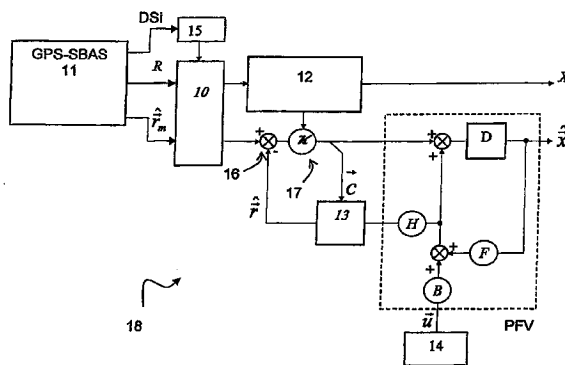 DSi
GPS-SBAS
11
15
R
10
12
X
r̂m
+
-
16
K
17
+
+
D
x̂
C
r̂
13
H
+
F
+
B
18
u
PFV
14